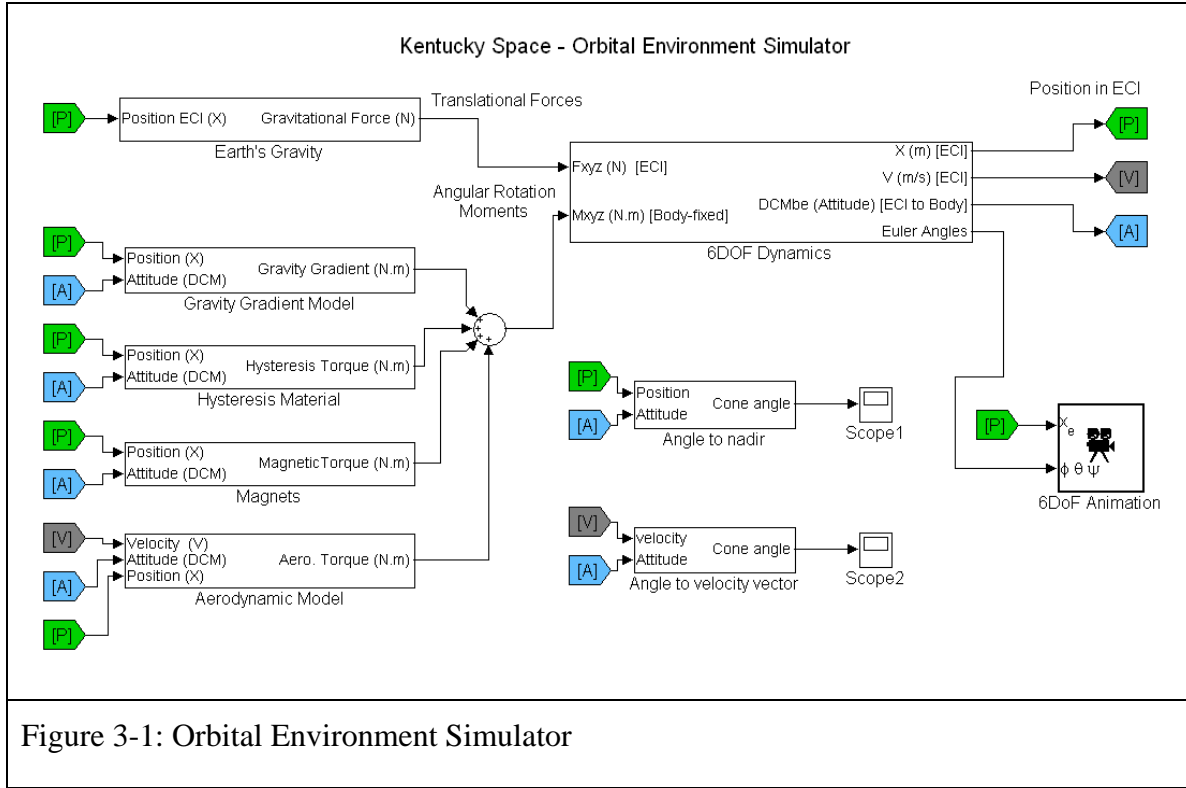 Kentucky Space - Orbital Environment Simulator
Position in ECI
Translational Forces
[P]
Position ECI (X)
Gravitational Force (N)
Earth's Gravity
Angular Rotation
Moments
Fxyz (N) [ECI]
Mxyz (N.m) [Body-fixed]
X (m) [ECI]
V (m/s) [ECI]
DCMbe (Attitude) [ECI to Body]
Euler Angles
6DOF Dynamics
[P]
[V]
[A]
[P]
[A]
Position (X)
Attitude (DCM)
Gravity Gradient (N.m)
Gravity Gradient Model
+
+
+
+
[P]
[A]
Position (X)
Attitude (DCM)
Hysteresis Torque (N.m)
Hysteresis Material
[P]
[A]
Position (X)
Attitude (DCM)
MagneticTorque (N.m)
Magnets
[V]
[A]
[P]
Velocity (V)
Attitude (DCM)
Position (X)
Aero. Torque (N.m)
Aerodynamic Model
[P]
[A]
Position
Attitude
Cone angle
Angle to nadir
Scope1
[V]
[A]
velocity
Attitude
Cone angle
Angle to velocity vector
Scope2
[P]
Xe
ϕ θ ψ
6DoF Animation
Figure 3-1: Orbital Environment Simulator